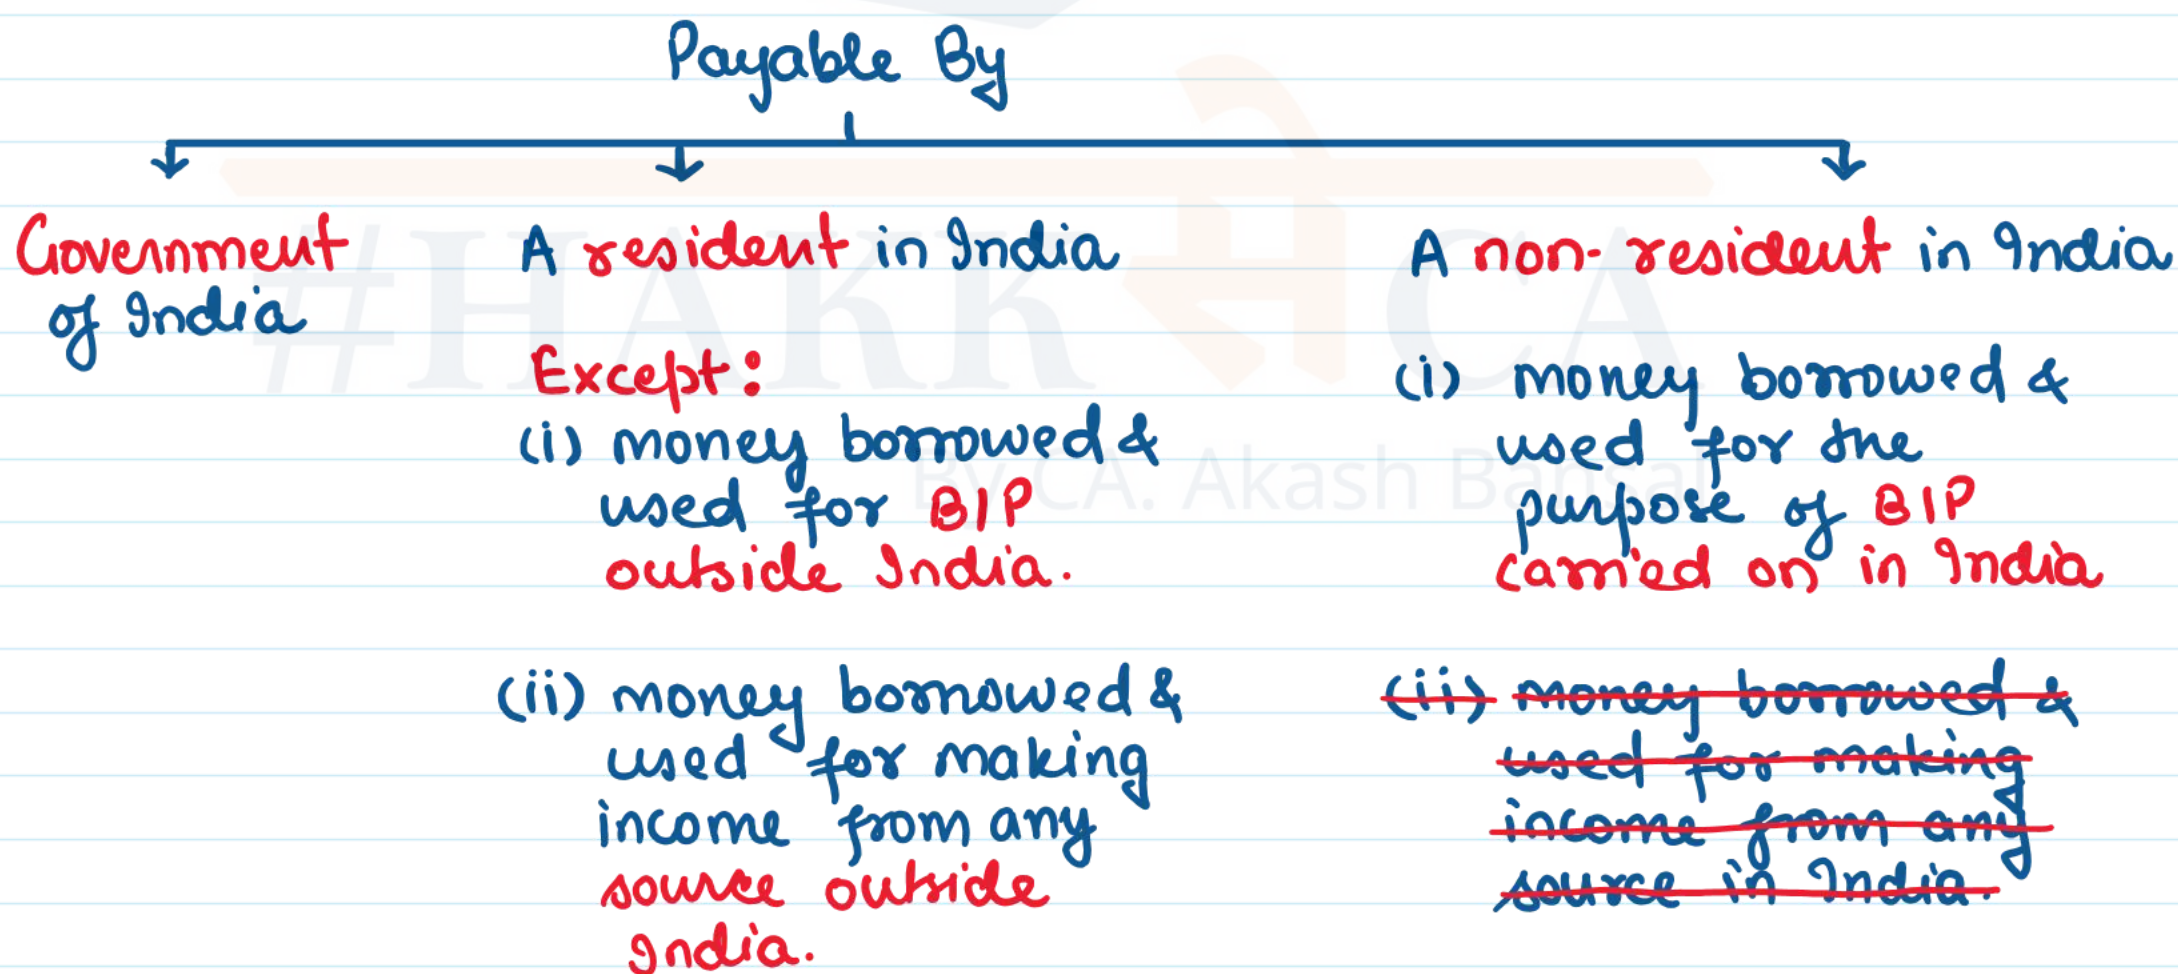 Payable By
Government
of India
A resident in India
Except:
(i) money borrowed &
used for BIP
outside India.
(ii) money borrowed &
used for making
income from any
source outside
India.
A non-resident in India
(i) money borrowed &
used for the
purpose of BIP
carried on in India
(ii) money borrowed &
used for making
income from any
source in India.
#HAKK से CA
By CA. Akash Bansal